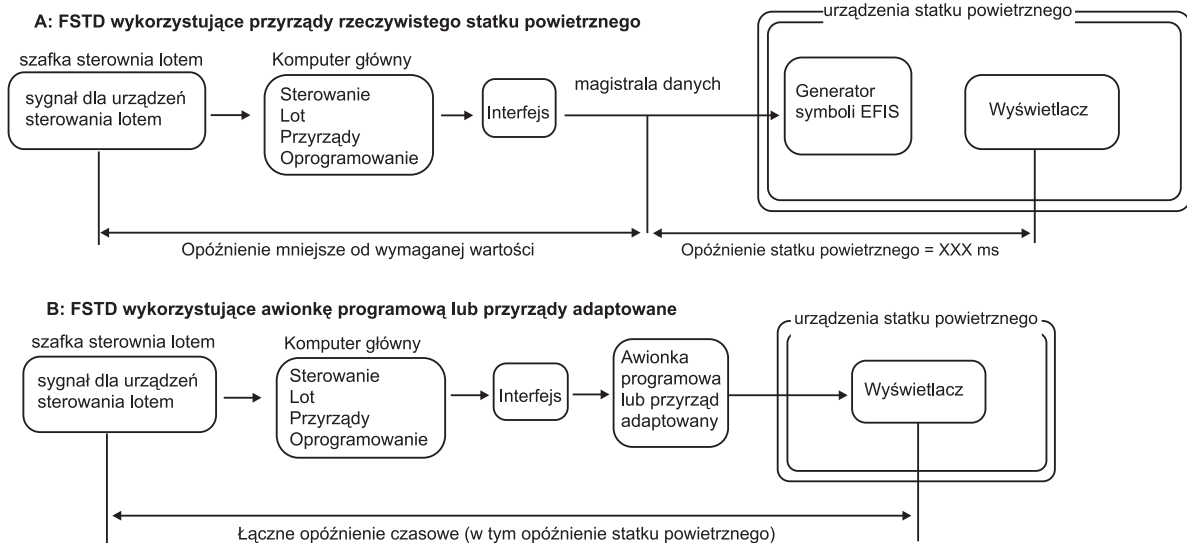 A: FSTD wykorzystujące przyrządy rzeczywistego statku powietrznego
urządzenia statku powietrznego
szafka sterownia lotem
Komputer główny
sygnał dla urządzeń
sterowania lotem
Sterowanie
Lot
Przyrządy
Oprogramowanie
Interfejs
magistrala danych
Generator
symboli EFIS
Wyświetlacz
Opóźnienie mniejsze od wymaganej wartości
Opóźnienie statku powietrznego = XXX ms
B: FSTD wykorzystujące awionkę programową lub przyrządy adaptowane
urządzenia statku powietrznego
szafka sterownia lotem
Komputer główny
sygnał dla urządzeń
sterowania lotem
Sterowanie
Lot
Przyrządy
Oprogramowanie
Interfejs
Awionka
programowa
lub przyrząd
adaptowany
Wyświetlacz
Łączne opóźnienie czasowe (w tym opóźnienie statku powietrznego)